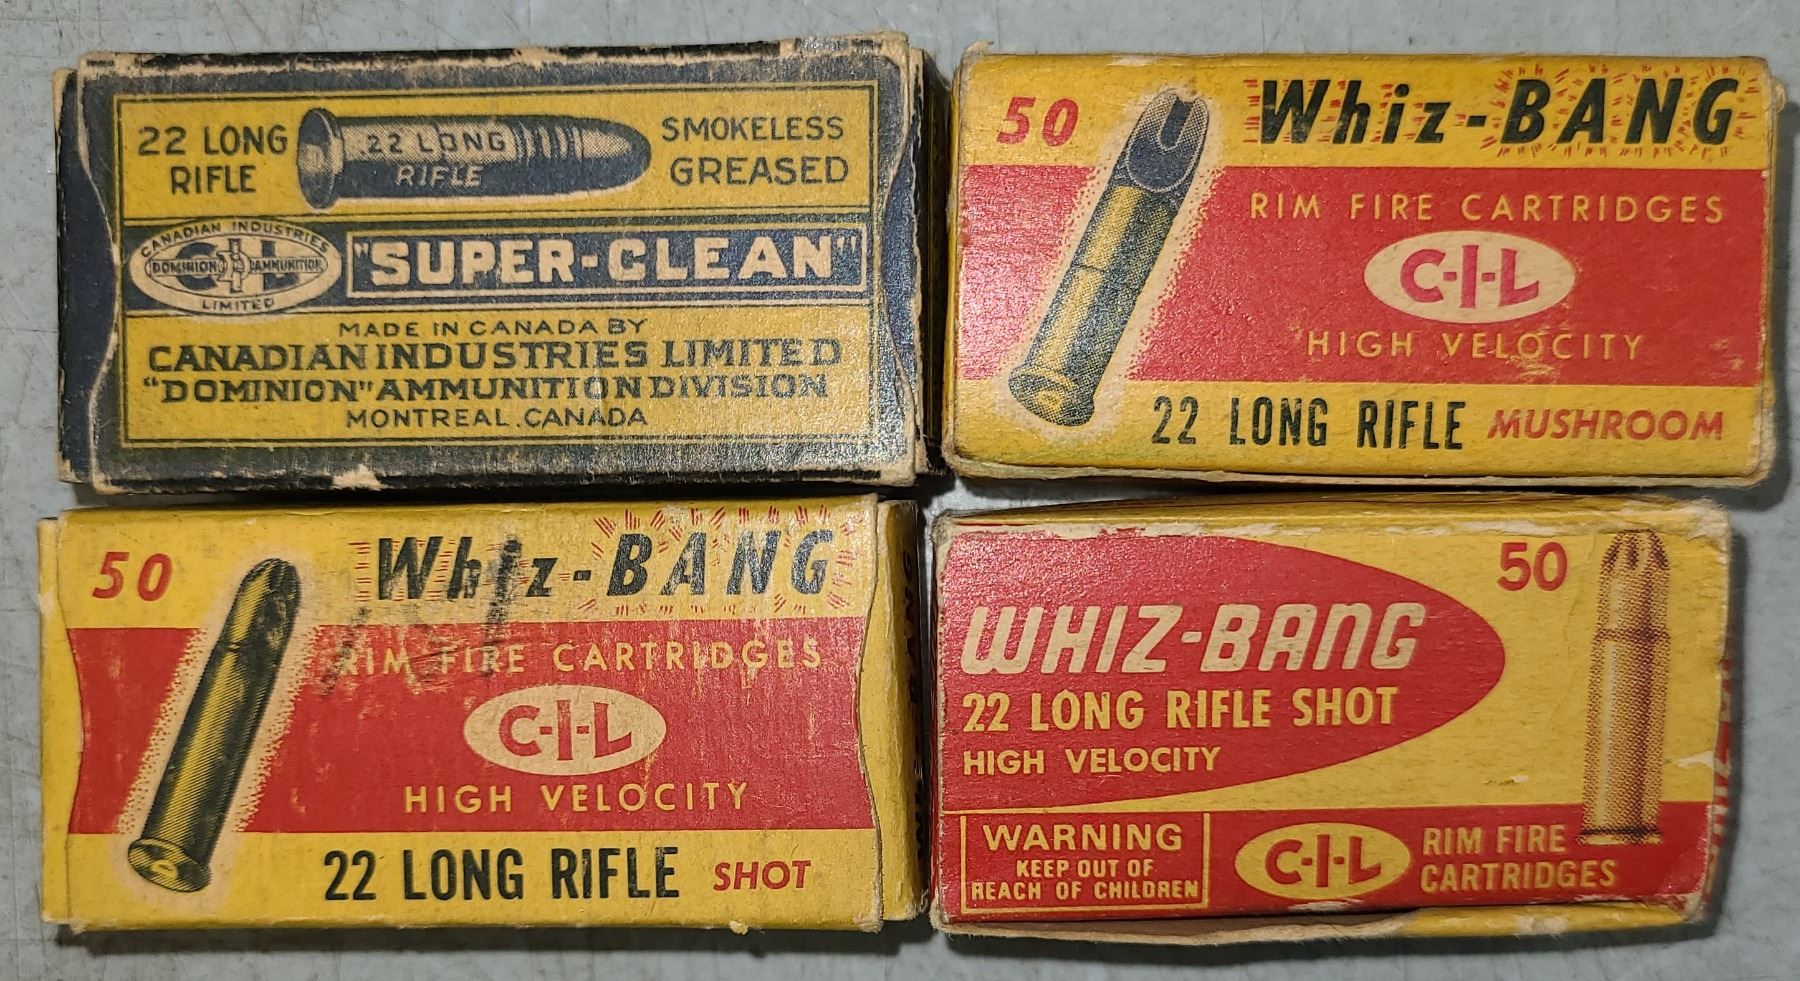 22 LONG
RIFLE
22 LONG
RIFLE
SMOKELESS
GREASED
CANADIAN INDUSTRIES
DOMINION AMMUNITION
CIL
LIMITED
"SUPER-CLEAN"
MADE IN CANADA BY
CANADIAN INDUSTRIES LIMITED
"DOMINION" AMMUNITION DIVISION
MONTREAL, CANADA
50
Whiz-BANG
RIM FIRE CARTRIDGES
C-I-L
HIGH VELOCITY
22 LONG RIFLE MUSHROOM
50
Whiz-BANG
RIM FIRE CARTRIDGES
C-I-L
HIGH VELOCITY
22 LONG RIFLE SHOT
50
WHIZ-BANG
22 LONG RIFLE SHOT
HIGH VELOCITY
WARNING
KEEP OUT OF
REACH OF CHILDREN
C-I-L
RIM FIRE
CARTRIDGES